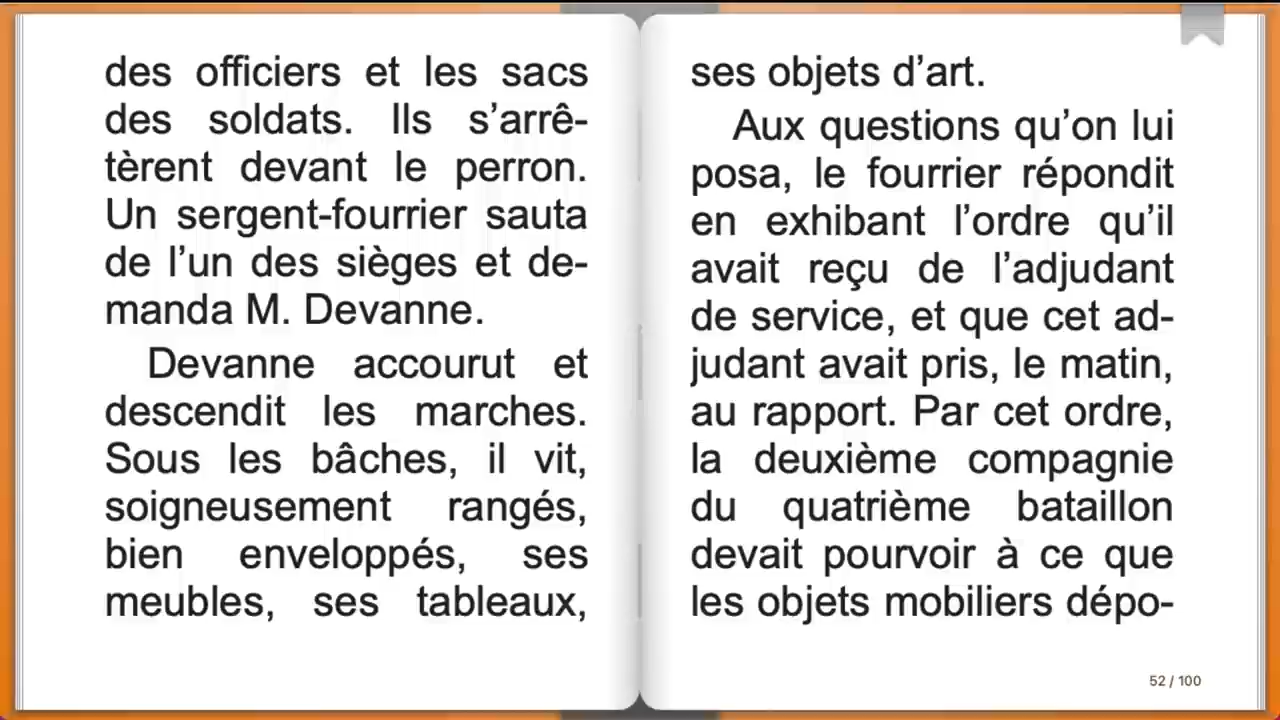 des officiers et les sacs
des soldats. Ils s’arrê-
tèrent devant le perron.
Un sergent-fourrier sauta
de l’un des sièges et de-
manda M. Devanne.
Devanne accourut et
descendit les marches.
Sous les bâches, il vit,
soigneusement rangés,
bien enveloppés, ses
meubles, ses tableaux,
ses objets d’art.
Aux questions qu’on lui
posa, le fourrier répondit
en exhibant l’ordre qu’il
avait reçu de l’adjudant
de service, et que cet ad-
judant avait pris, le matin,
au rapport. Par cet ordre,
la deuxième compagnie
du quatrième bataillon
devait pourvoir à ce que
les objets mobiliers dépo-
52 / 100